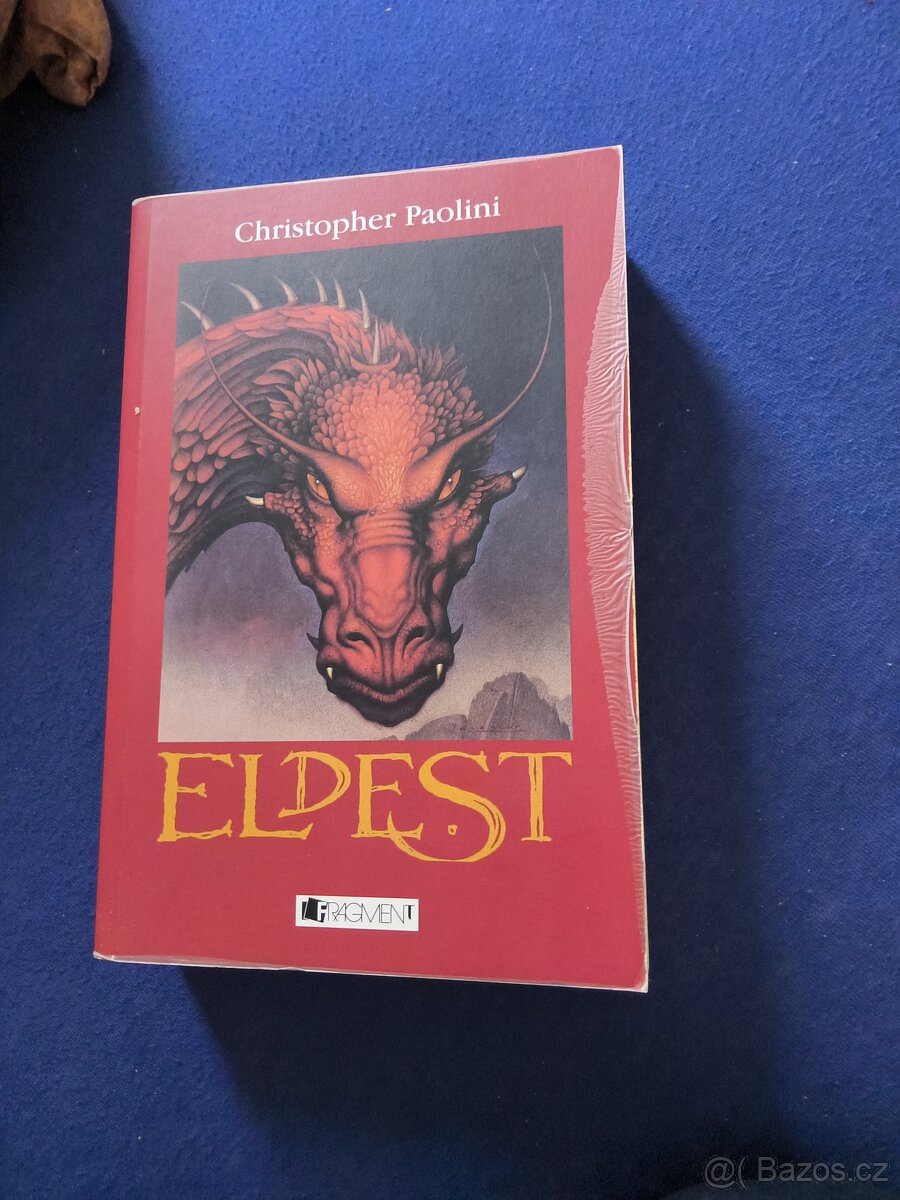 Christopher Paolini
ELDEST
FRAGMENT
@( Bazos.cz